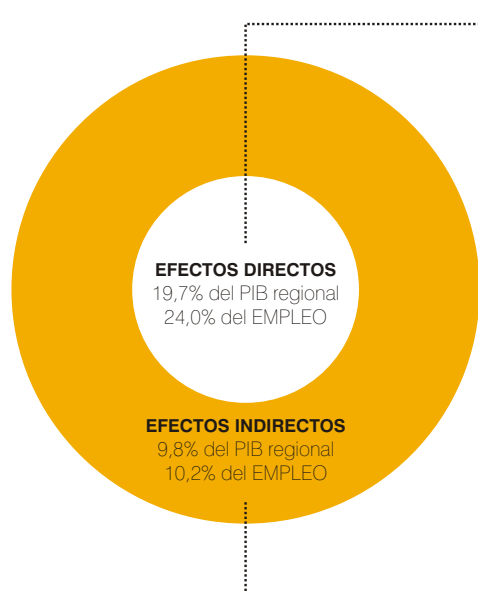 EFECTOS DIRECTOS
19,7% del PIB regional
24,0% del EMPLEO
EFECTOS INDIRECTOS
9,8% del PIB regional
10,2% del EMPLEO